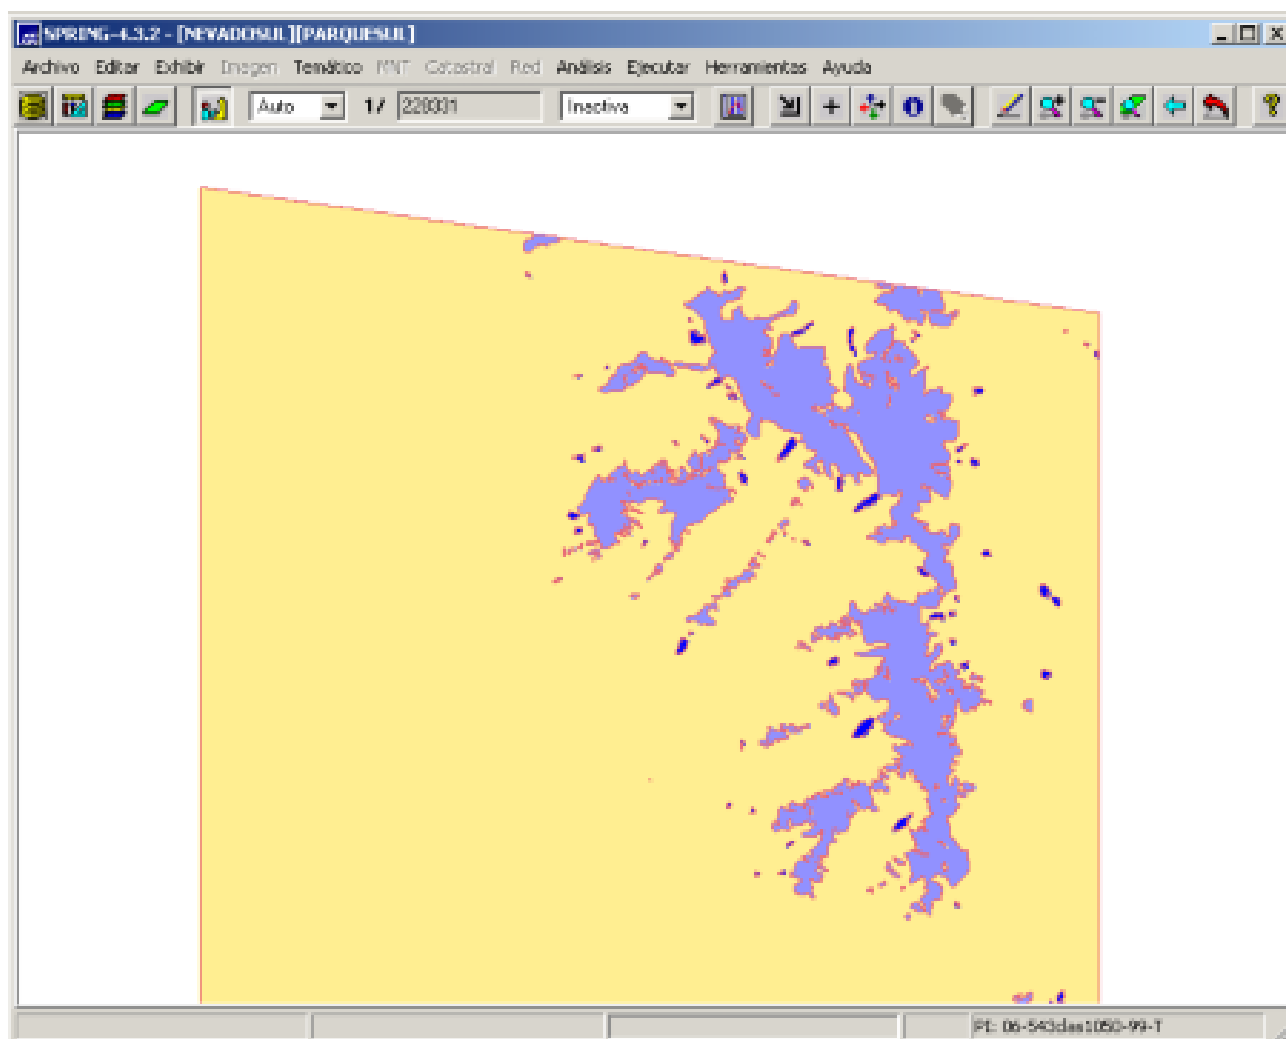 SPRING-4.3.2 - [NEVADOSUL][PARQUESUL]
Archivo Editar Exhibir Imagen Temático MNT Catastral Red Análisis Ejecutar Herramientas Ayuda
Auto 1/ 228331 Inactiva ?